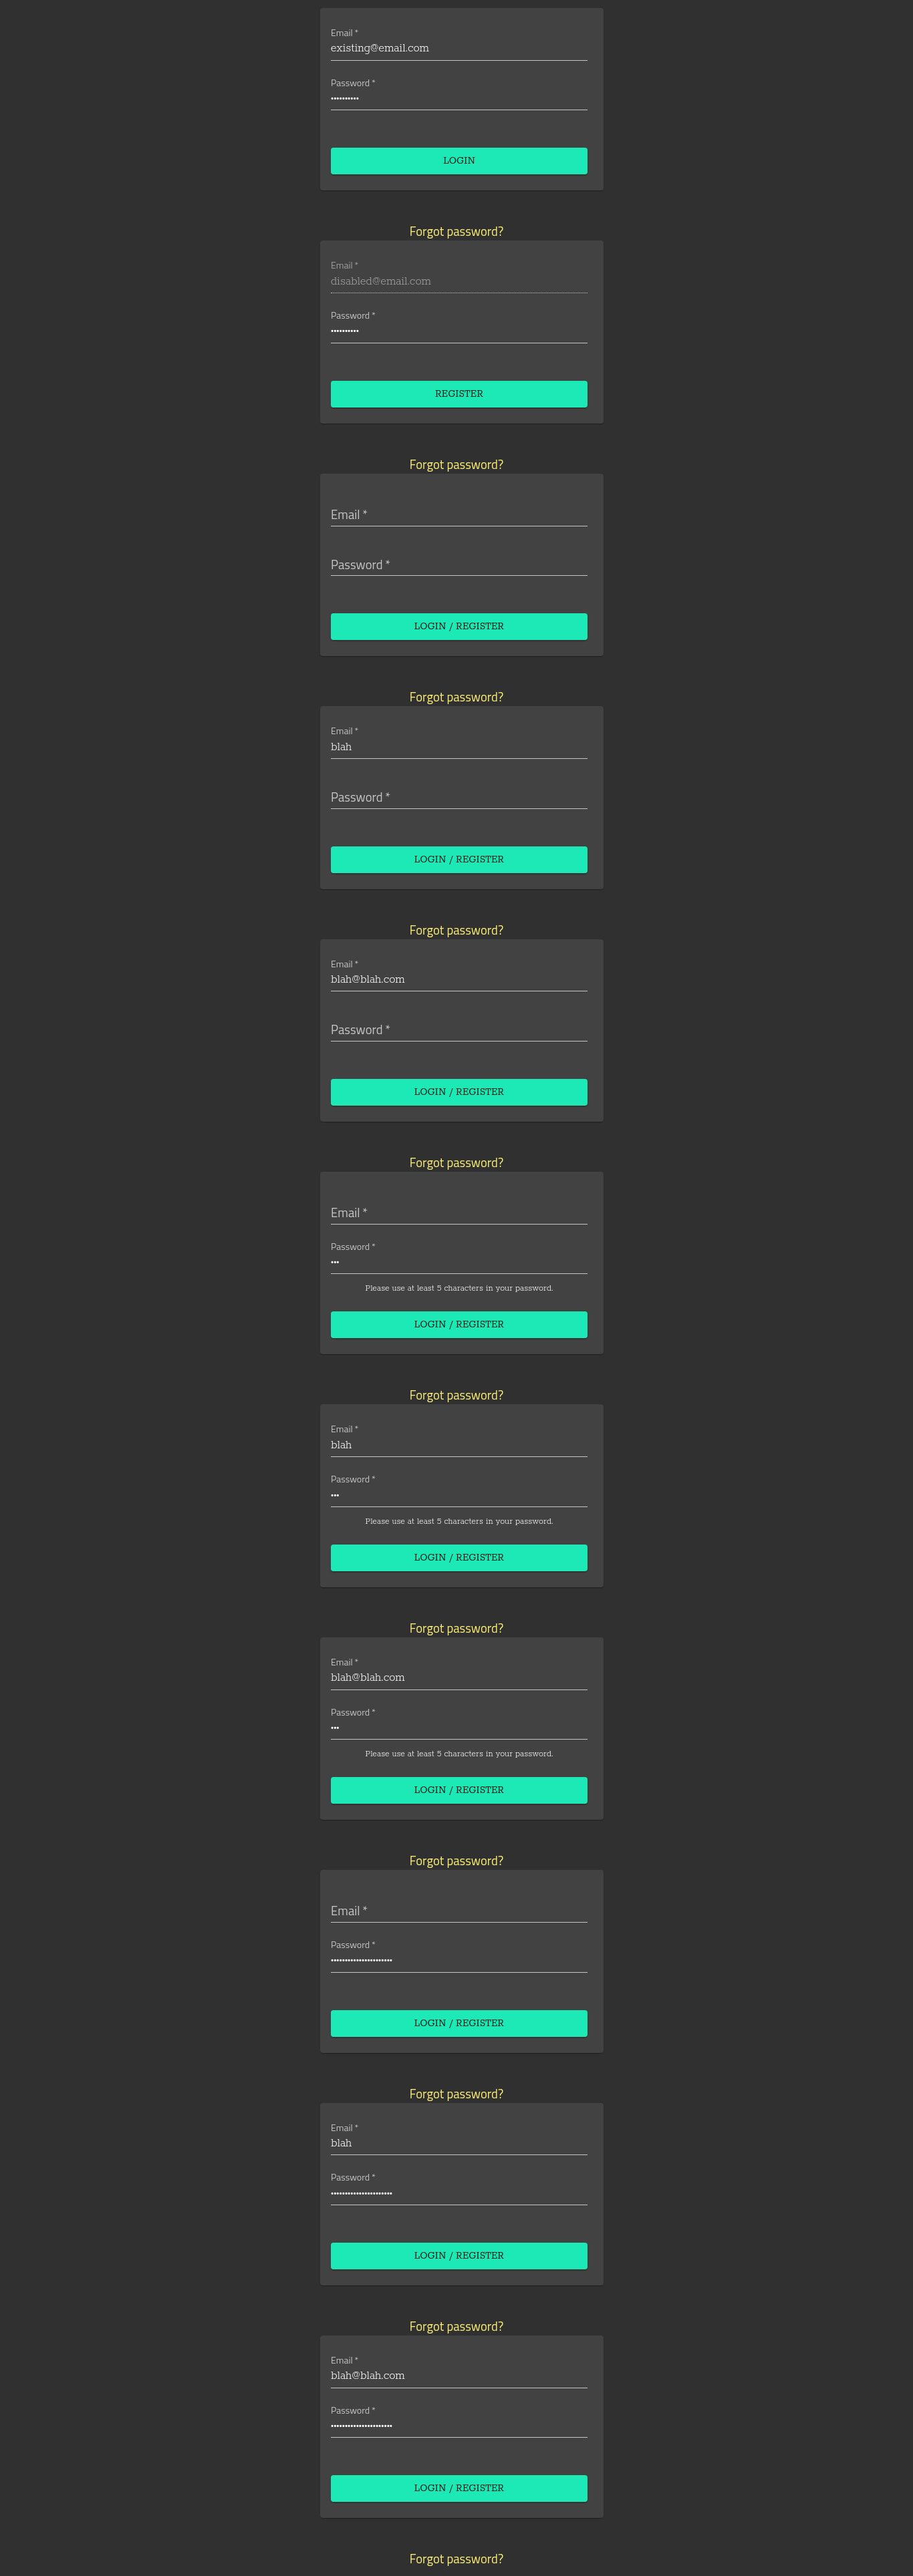 Email *
existing@email.com
Password *
••••••••••
LOGIN
Forgot password?
Email *
disabled@email.com
Password *
••••••••••
REGISTER
Forgot password?
Email *
Password *
LOGIN / REGISTER
Forgot password?
Email *
blah
Password *
LOGIN / REGISTER
Forgot password?
Email *
blah@blah.com
Password *
LOGIN / REGISTER
Forgot password?
Email *
Password *
•••
Please use at least 5 characters in your password.
LOGIN / REGISTER
Forgot password?
Email *
blah
Password *
•••
Please use at least 5 characters in your password.
LOGIN / REGISTER
Forgot password?
Email *
blah@blah.com
Password *
•••
Please use at least 5 characters in your password.
LOGIN / REGISTER
Forgot password?
Email *
Password *
••••••••••••••••••••••
LOGIN / REGISTER
Forgot password?
Email *
blah
Password *
••••••••••••••••••••••
LOGIN / REGISTER
Forgot password?
Email *
blah@blah.com
Password *
••••••••••••••••••••••
LOGIN / REGISTER
Forgot password?